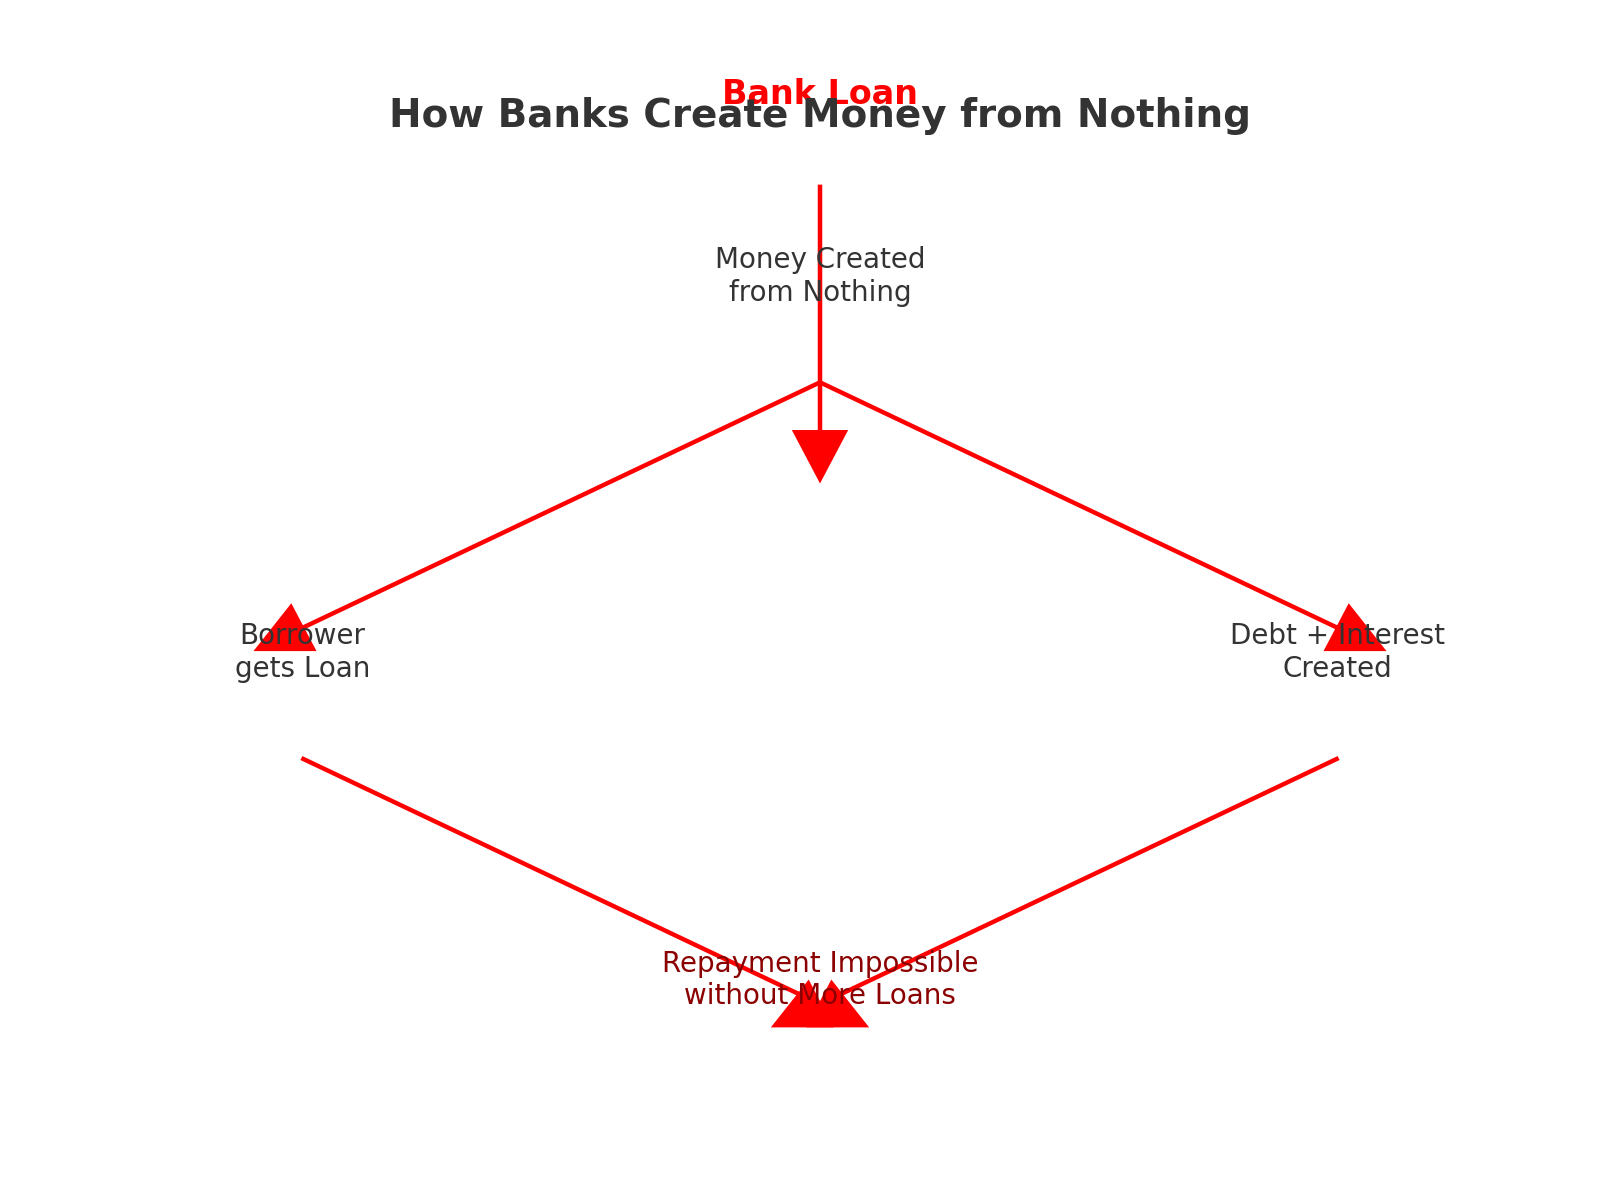 Bank Loan
How Banks Create Money from Nothing
Money Created
from Nothing
Borrower
gets Loan
Debt + Interest
Created
Repayment Impossible
without More Loans